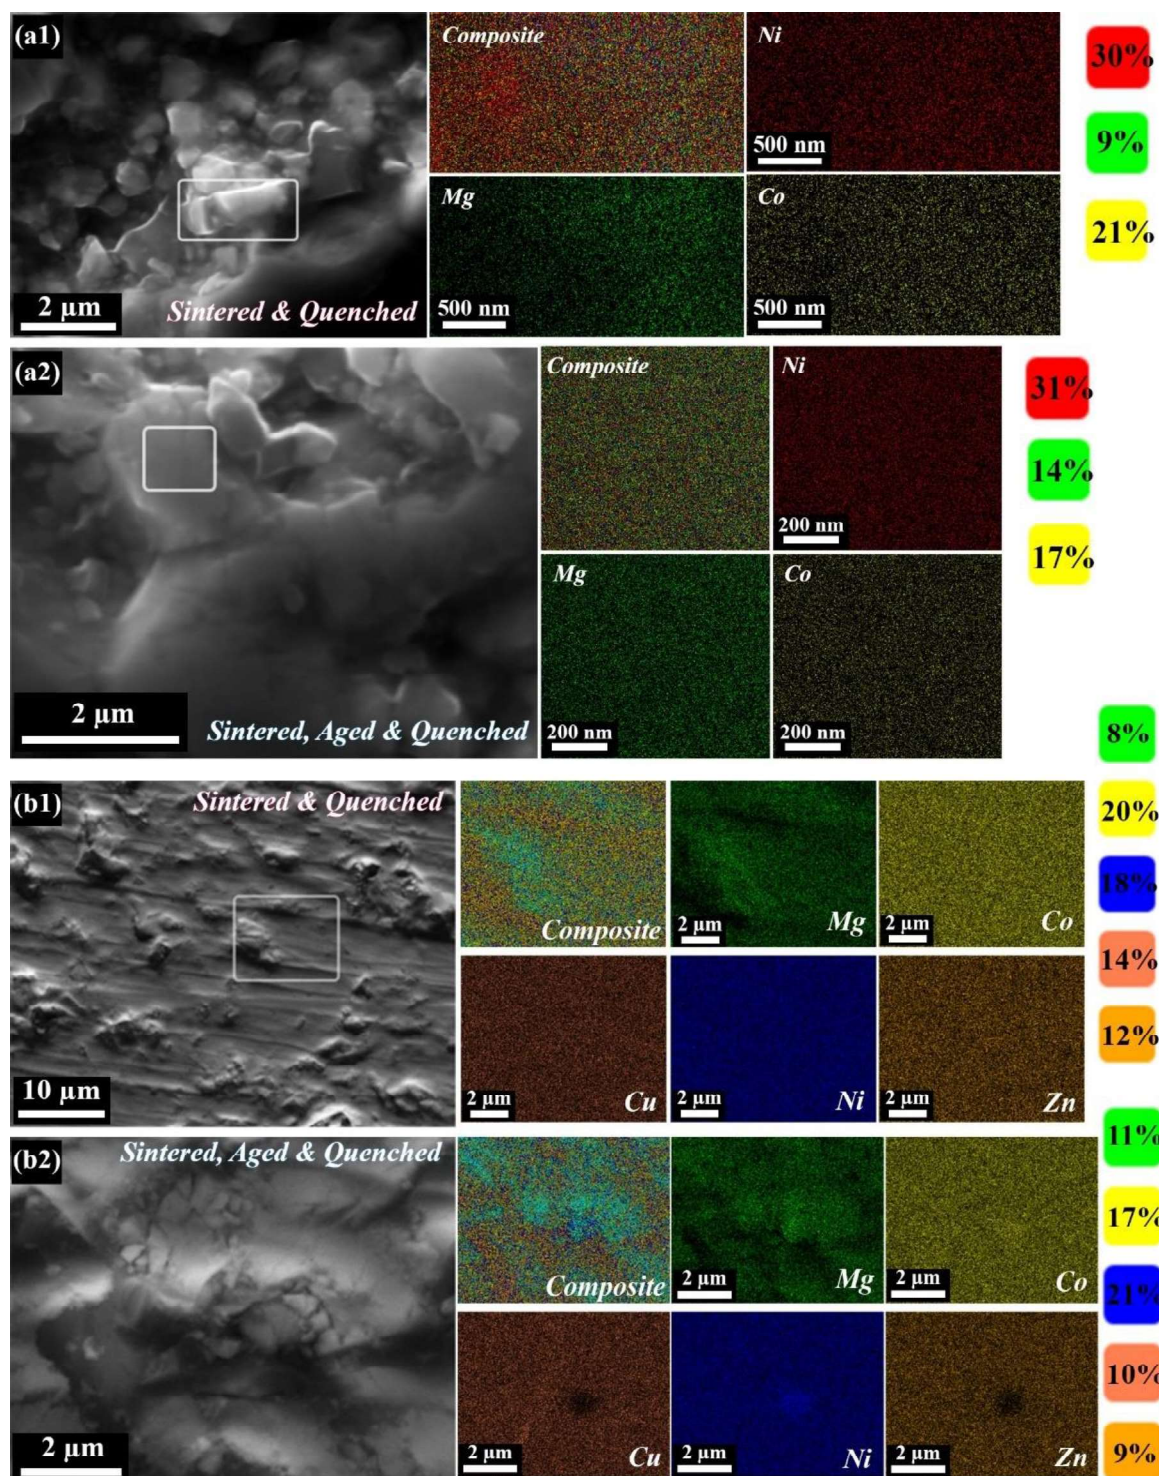 (a1)
Composite
Ni
30%
500 nm
9%
Mg
Co
21%
2 µm
Sintered & Quenched
500 nm
500 nm
(a2)
Composite
Ni
31%
14%
200 nm
17%
Mg
Co
2 µm
Sintered, Aged & Quenched
200 nm
200 nm
8%
(b1)
Sintered & Quenched
20%
18%
Composite
2 µm
Mg
2 µm
Co
14%
12%
10 µm
2 µm
Cu
2 µm
Ni
2 µm
Zn
(b2)
Sintered, Aged & Quenched
11%
17%
Composite
2 µm
Mg
2 µm
Co
21%
10%
2 µm
2 µm
Cu
2 µm
Ni
2 µm
Zn
9%